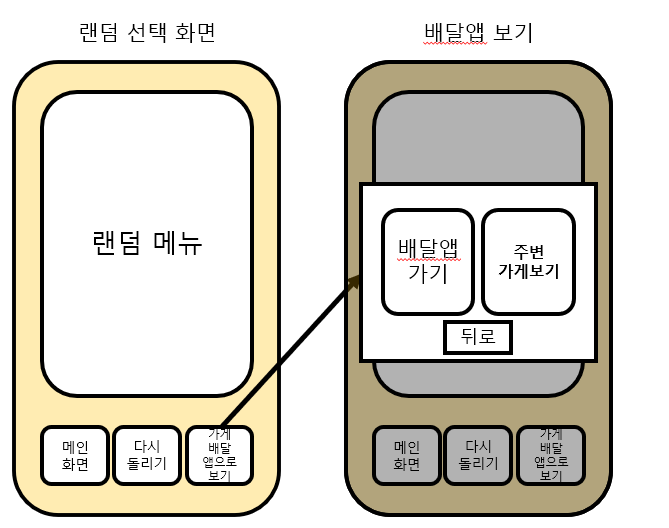 랜덤 선택 화면
배달앱 보기
랜덤 메뉴
배달앱
가기
주변
가게보기
뒤로
메인
화면
다시
돌리기
가게
배달
앱으로
보기
메인
화면
다시
돌리기
가게
배달
앱으로
보기